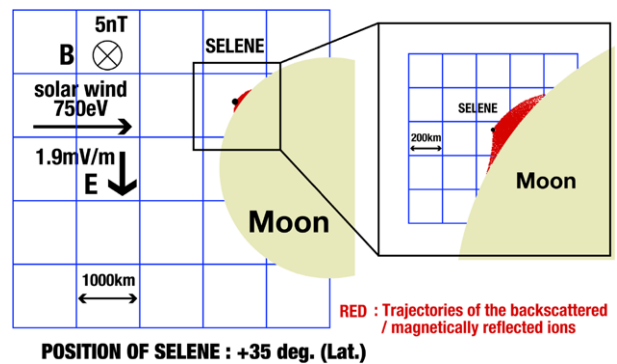 5nT
B
SELENE
solar wind
750eV
1.9mV/m
E
Moon
1000km
SELENE
200km
Moon
RED : Trajectories of the backscattered
/ magnetically reflected ions
POSITION OF SELENE : +35 deg. (Lat.)